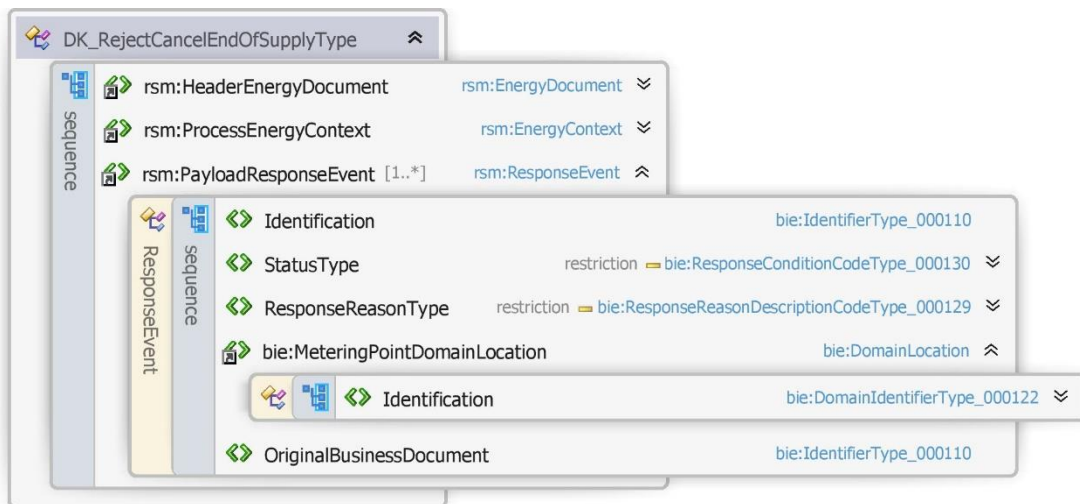 DK_RejectCancelEndOfSupplyType
sequence
rsm:HeaderEnergyDocument rsm:EnergyDocument
rsm:ProcessEnergyContext rsm:EnergyContext
rsm:PayloadResponseEvent [1..*] rsm:ResponseEvent
ResponseEvent
sequence
Identification bie:IdentifierType_000110
StatusType restriction bie:ResponseConditionCodeType_000130
ResponseReasonType restriction bie:ResponseReasonDescriptionCodeType_000129
bie:MeteringPointDomainLocation bie:DomainLocation
Identification bie:DomainIdentifierType_000122
OriginalBusinessDocument bie:IdentifierType_000110